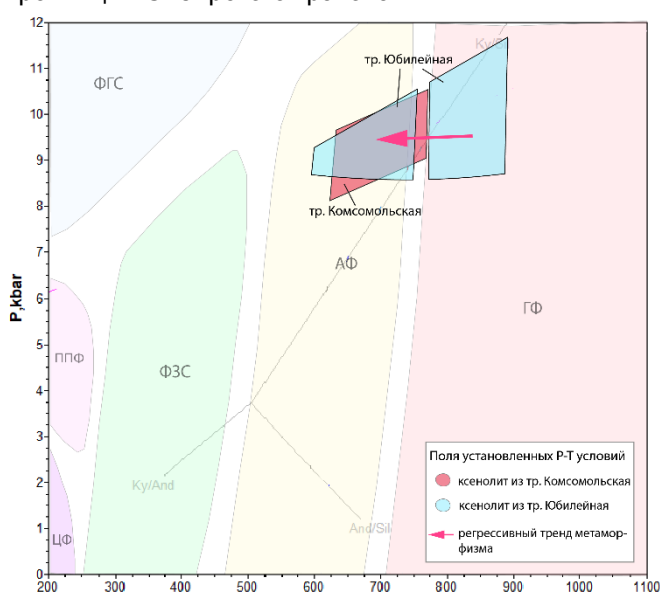 12
11
10
9
8
7
6
5
4
3
2
1
0
P,kbar
200
300
400
500
600
700
800
900
1000
1100
ФГС
тр. Юбилейная
тр. Комсомольская
АФ
ГФ
ППФ
ФЗС
ЦФ
Ky/And
And/Sil
Поля установленных Р-Т условий
ксенолит из тр. Комсомольская
ксенолит из тр. Юбилейная
регрессивный тренд метамор-
физма